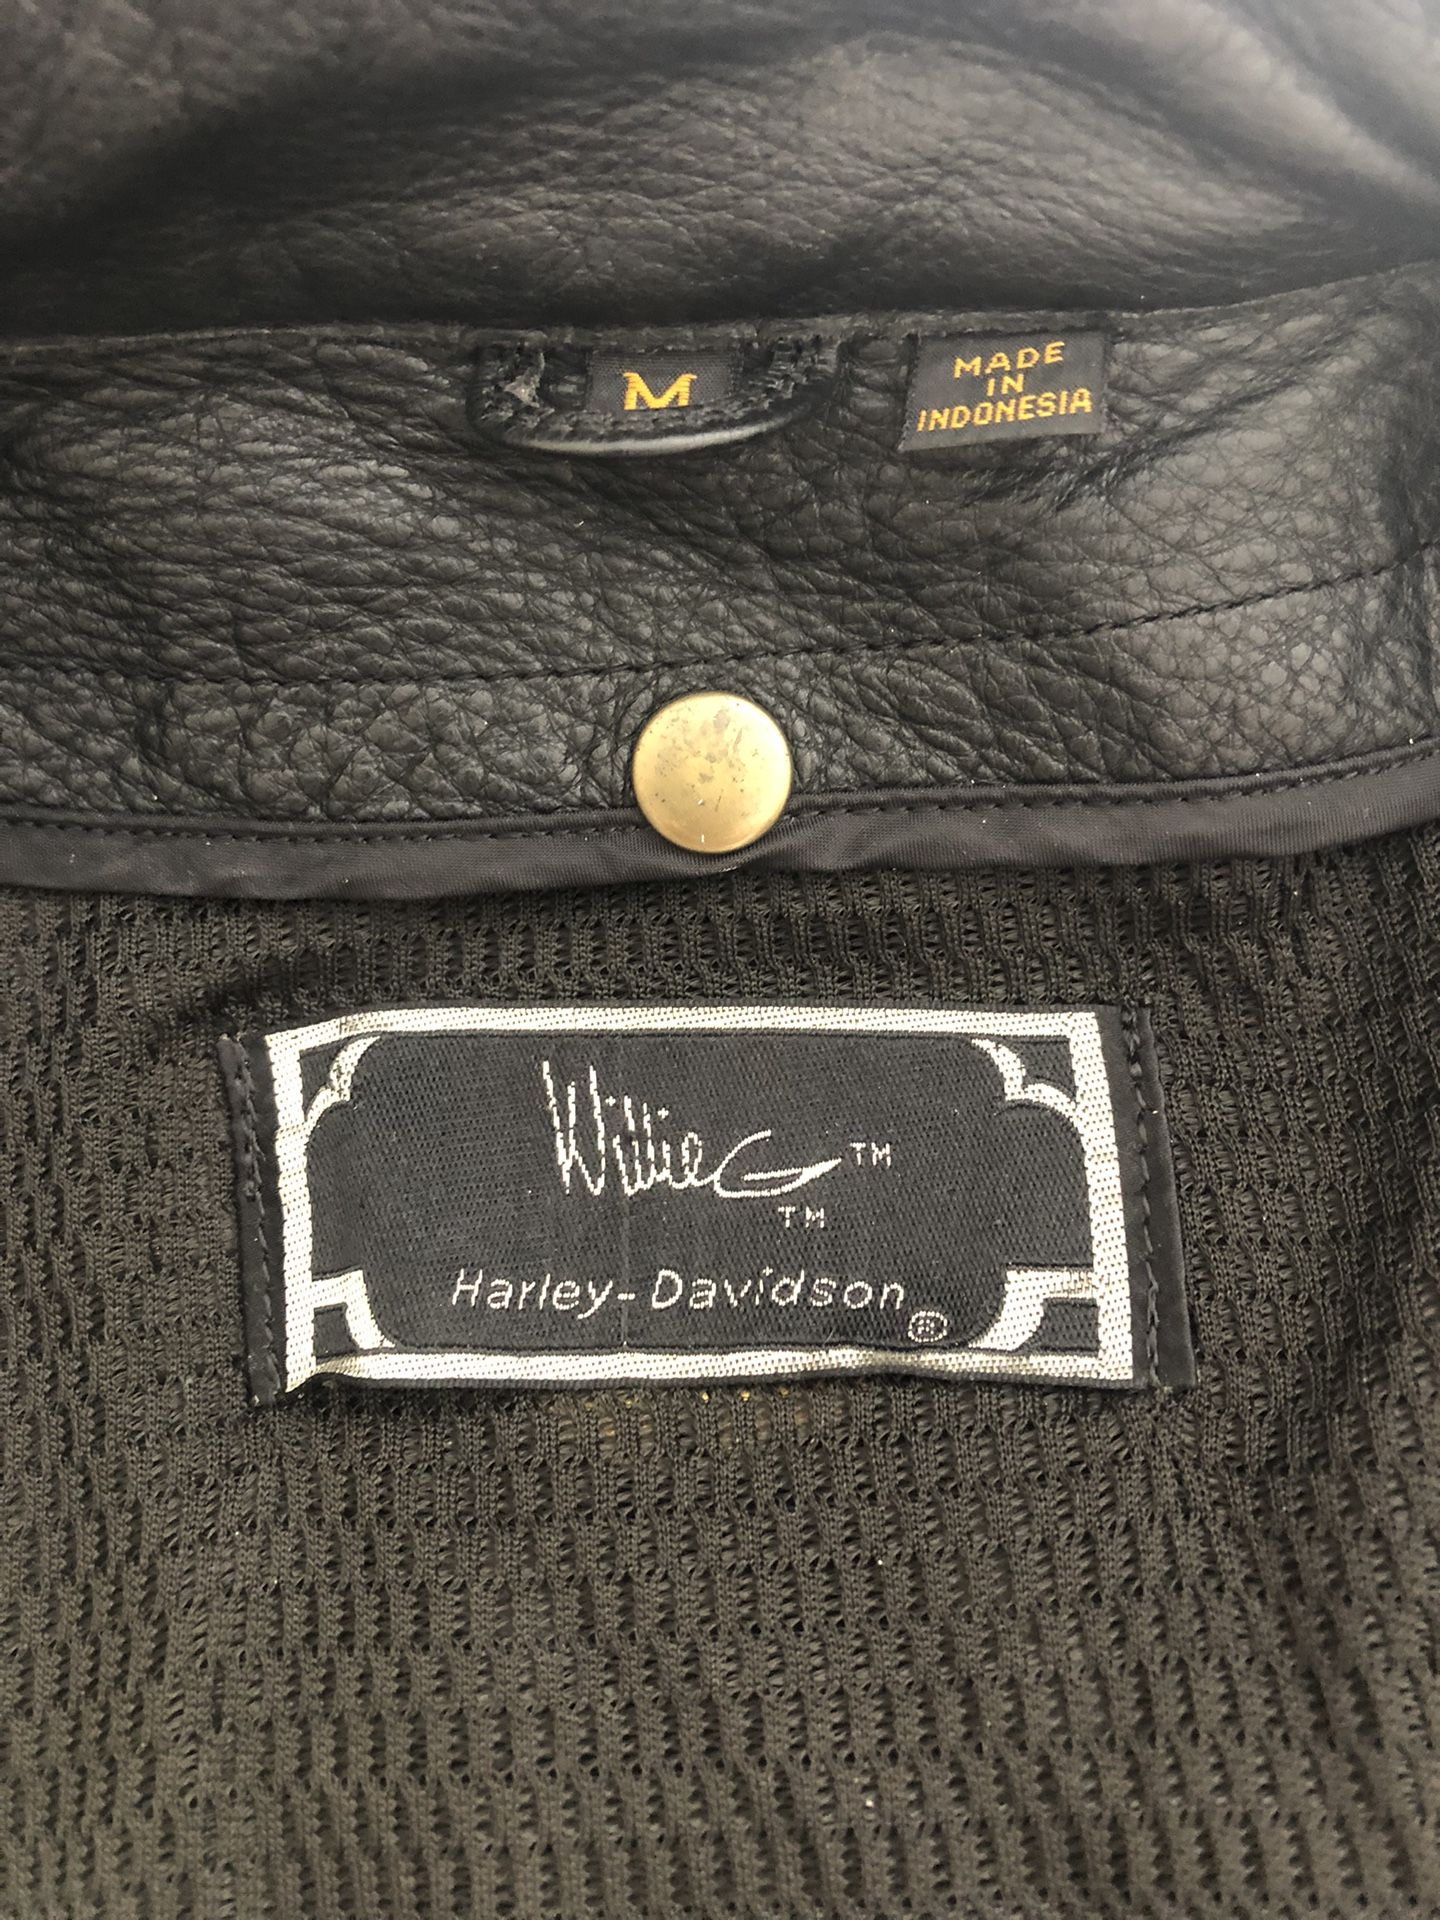 M
MADE
IN
INDONESIA
Willie G ™
™
Harley-Davidson ®